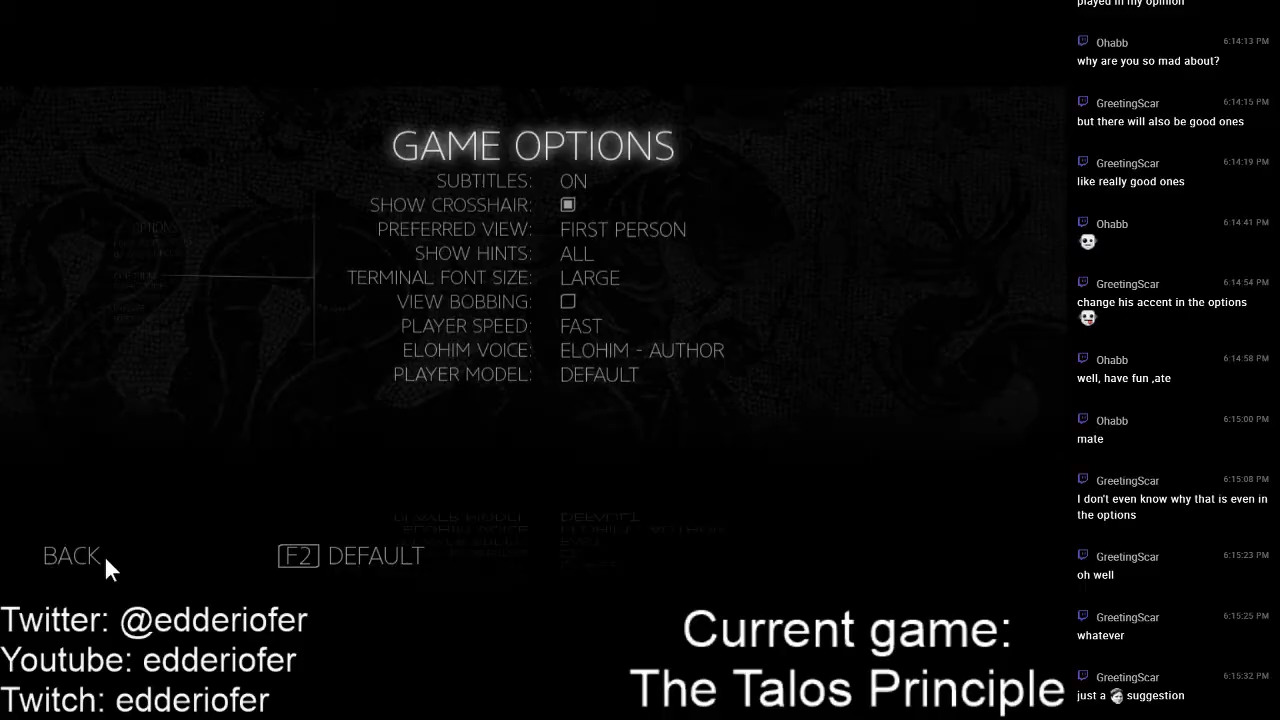 GAME OPTIONS
SUBTITLES: ON
SHOW CROSSHAIR:
PREFERRED VIEW: FIRST PERSON
SHOW HINTS: ALL
TERMINAL FONT SIZE: LARGE
VIEW BOBBING:
PLAYER SPEED: FAST
ELOHIM VOICE: ELOHIM - AUTHOR
PLAYER MODEL: DEFAULT
BACK
F2 DEFAULT
Twitter: @edderiofer
Youtube: edderiofer
Twitch: edderiofer
Current game:
The Talos Principle
played in my opinion
Ohabb 6:14:13 PM
why are you so mad about?
GreetingScar 6:14:15 PM
but there will also be good ones
GreetingScar 6:14:19 PM
like really good ones
Ohabb 6:14:41 PM
GreetingScar 6:14:54 PM
change his accent in the options
Ohabb 6:14:58 PM
well, have fun ,ate
Ohabb 6:15:00 PM
mate
GreetingScar 6:15:08 PM
I don't even know why that is even in
the options
GreetingScar 6:15:23 PM
oh well
GreetingScar 6:15:25 PM
whatever
GreetingScar 6:15:32 PM
just a suggestion